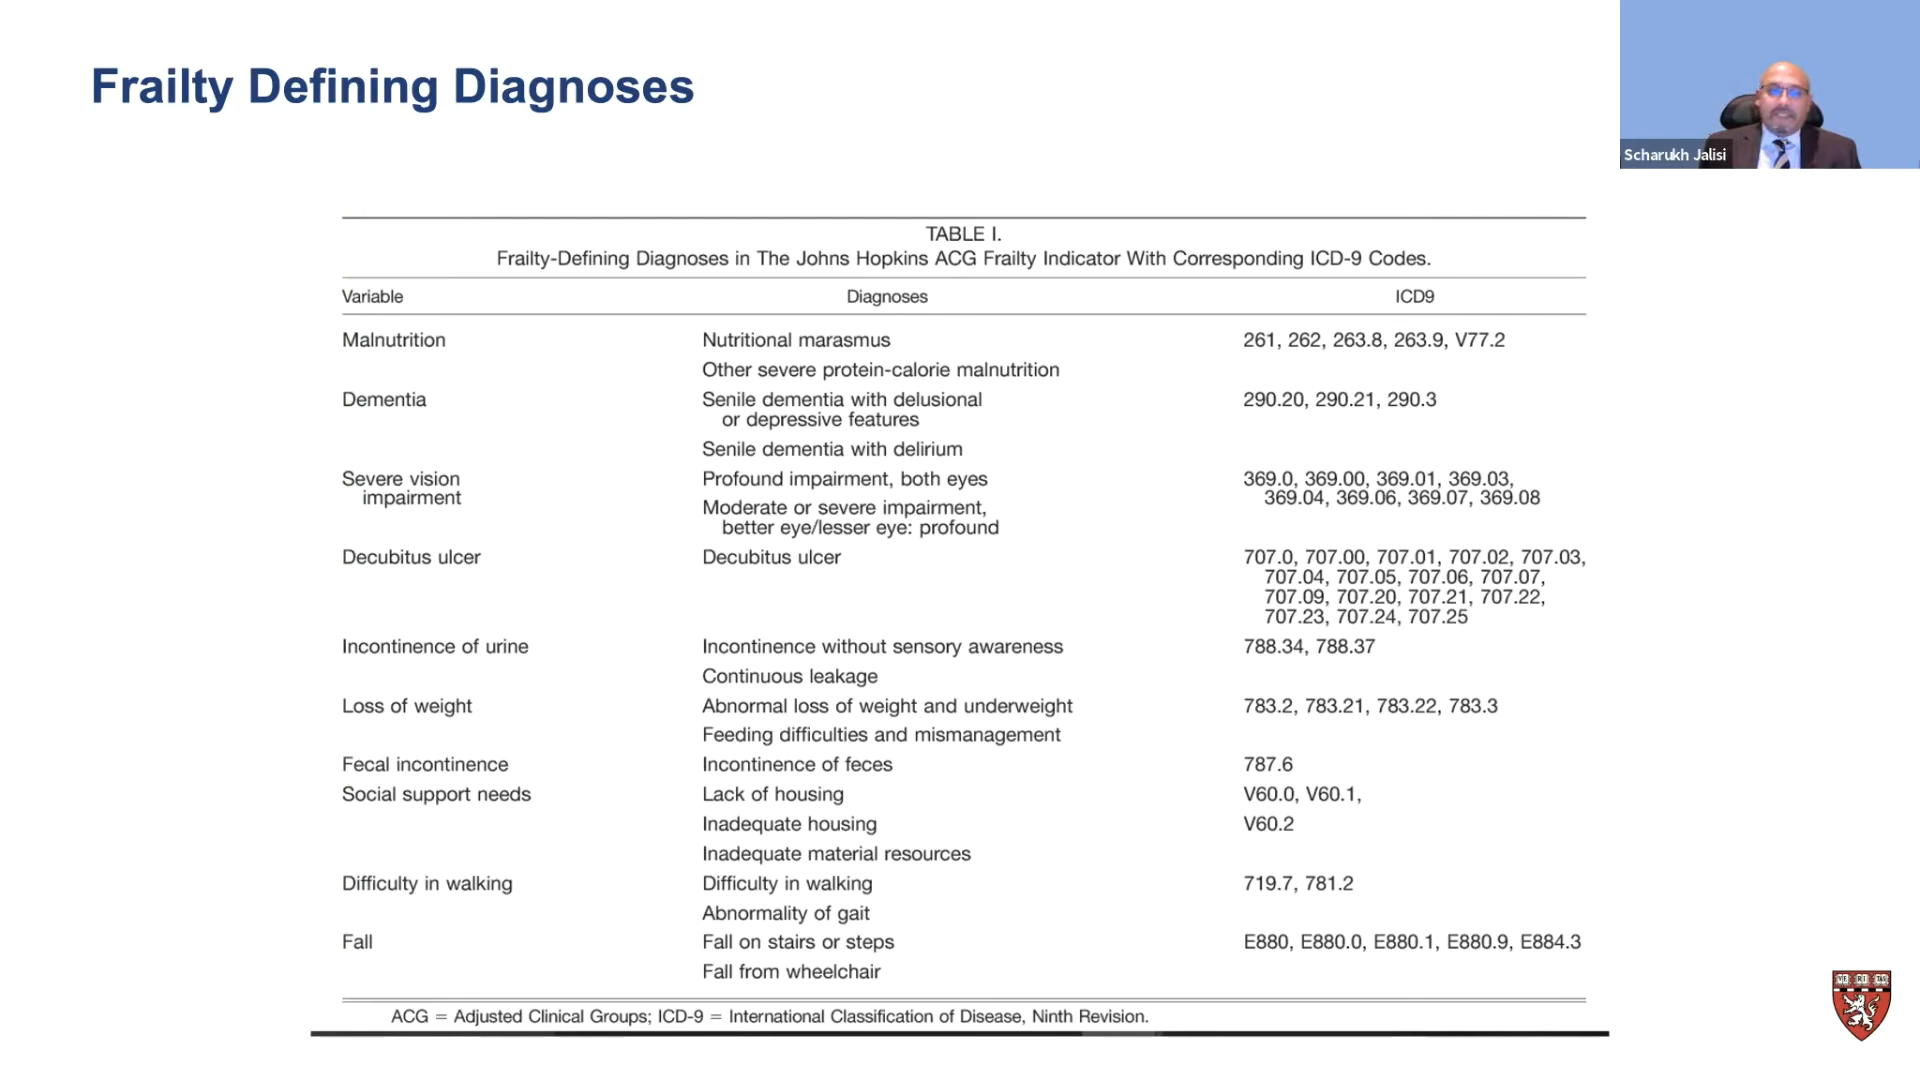 Frailty Defining Diagnoses
Scharukh Jalisi
TABLE I.
Frailty-Defining Diagnoses in The Johns Hopkins ACG Frailty Indicator With Corresponding ICD-9 Codes.
Variable Diagnoses ICD9
Malnutrition Nutritional marasmus 261, 262, 263.8, 263.9, V77.2
Other severe protein-calorie malnutrition
Dementia Senile dementia with delusional 290.20, 290.21, 290.3
or depressive features
Senile dementia with delirium
Severe vision Profound impairment, both eyes 369.0, 369.00, 369.01, 369.03,
impairment 369.04, 369.06, 369.07, 369.08
Moderate or severe impairment,
better eye/lesser eye: profound
Decubitus ulcer Decubitus ulcer 707.0, 707.00, 707.01, 707.02, 707.03,
707.04, 707.05, 707.06, 707.07,
707.09, 707.20, 707.21, 707.22,
707.23, 707.24, 707.25
Incontinence of urine Incontinence without sensory awareness 788.34, 788.37
Continuous leakage
Loss of weight Abnormal loss of weight and underweight 783.2, 783.21, 783.22, 783.3
Feeding difficulties and mismanagement
Fecal incontinence Incontinence of feces 787.6
Social support needs Lack of housing V60.0, V60.1,
Inadequate housing V60.2
Inadequate material resources
Difficulty in walking Difficulty in walking 719.7, 781.2
Abnormality of gait
Fall Fall on stairs or steps E880, E880.0, E880.1, E880.9, E884.3
Fall from wheelchair
ACG = Adjusted Clinical Groups; ICD-9 = International Classification of Disease, Ninth Revision.
VE RI TAS